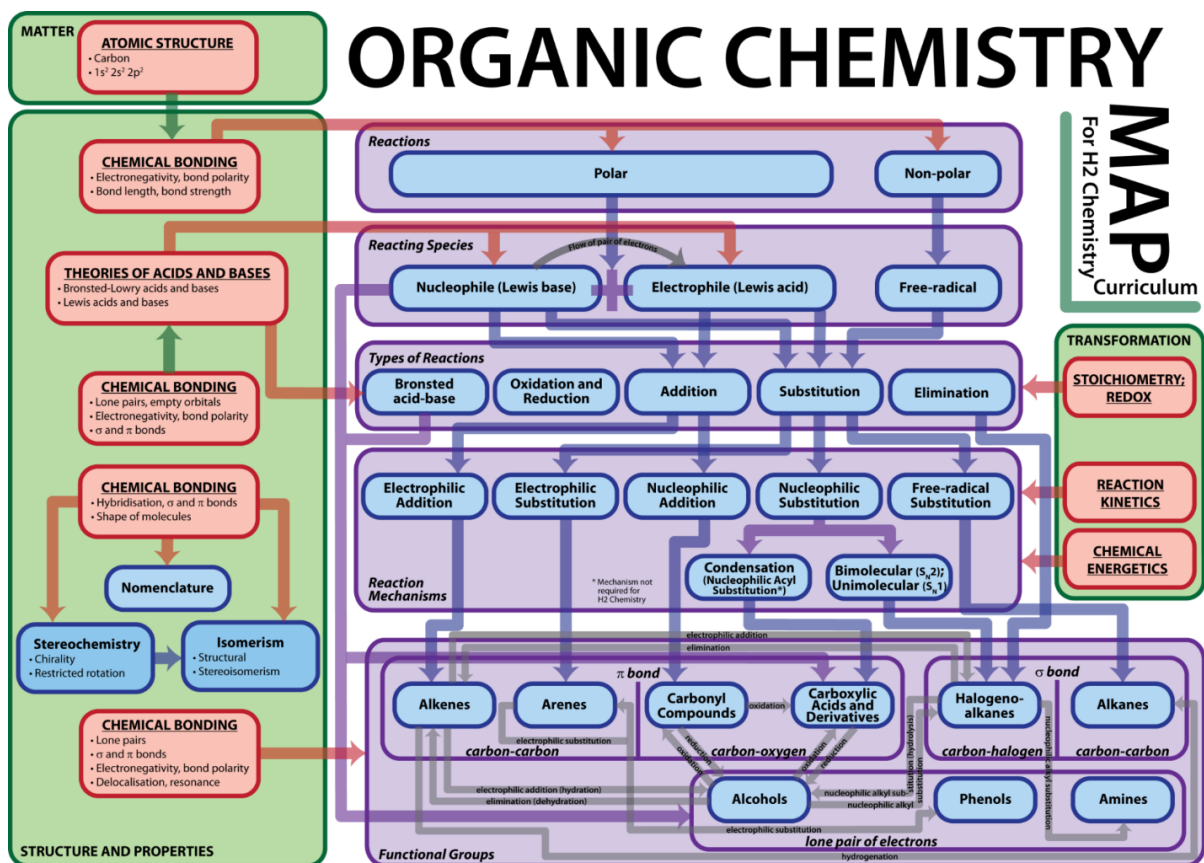 ORGANIC CHEMISTRY
MAP
For H2 Chemistry
Curriculum
MATTER
ATOMIC STRUCTURE
• Carbon
• 1s² 2s² 2p²
CHEMICAL BONDING
• Electronegativity, bond polarity
• Bond length, bond strength
THEORIES OF ACIDS AND BASES
• Bronsted-Lowry acids and bases
• Lewis acids and bases
CHEMICAL BONDING
• Lone pairs, empty orbitals
• Electronegativity, bond polarity
• σ and π bonds
CHEMICAL BONDING
• Hybridisation, σ and π bonds
• Shape of molecules
Nomenclature
Stereochemistry
• Chirality
• Restricted rotation
Isomerism
• Structural
• Stereoisomerism
CHEMICAL BONDING
• Lone pairs
• σ and π bonds
• Electronegativity, bond polarity
• Delocalisation, resonance
STRUCTURE AND PROPERTIES
Reactions
Polar
Non-polar
Reacting Species
Flow of pair of electrons
Nucleophile (Lewis base)
Electrophile (Lewis acid)
Free-radical
Types of Reactions
Bronsted
acid-base
Oxidation and
Reduction
Addition
Substitution
Elimination
TRANSFORMATION
STOICHIOMETRY;
REDOX
REACTION
KINETICS
CHEMICAL
ENERGETICS
Electrophilic
Addition
Electrophilic
Substitution
Nucleophilic
Addition
Nucleophilic
Substitution
Free-radical
Substitution
Condensation
(Nucleophilic Acyl
Substitution*)
Bimolecular (SN2);
Unimolecular (SN1)
Reaction
Mechanisms
* Mechanism not
required for
H2 Chemistry
electrophilic addition
elimination
π bond
σ bond
Alkenes
Arenes
Carbonyl
Compounds
oxidation
Carboxylic
Acids and
Derivatives
Halogeno-
alkanes
Alkanes
electrophilic substitution
carbon-carbon
carbon-oxygen
carbon-halogen
carbon-carbon
reduction
oxidation
oxidation
reduction
electrophilic addition (hydration)
elimination (dehydration)
Alcohols
nucleophilic alkyl sub-
stitution (hydrolysis)
nucleophilic alkyl
substitution
nucleophilic alkyl substitution
Phenols
Amines
electrophilic substitution
lone pair of electrons
hydrogenation
Functional Groups